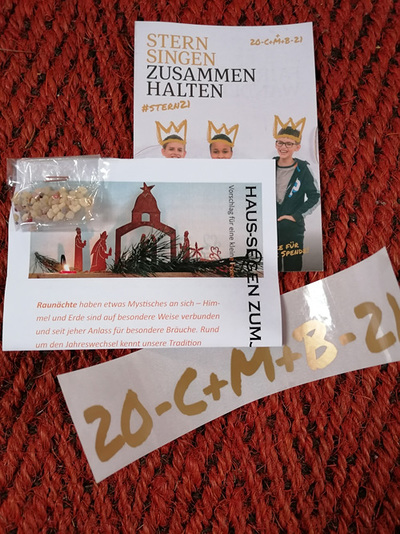 STERN
SINGEN
ZUSAMMEN
HALTEN
#STERN21
20-C+M+B-21
FÜR
SPENDE
HAUS-SEGEN ZUM
Vorschlag für eine
Raunächte haben etwas Mystisches an sich – Him-
mel und Erde sind auf besondere Weise verbunden
und seit jeher Anlass für besondere Bräuche. Rund
um den Jahreswechsel kennt unsere Tradition
20-C+M+B-21